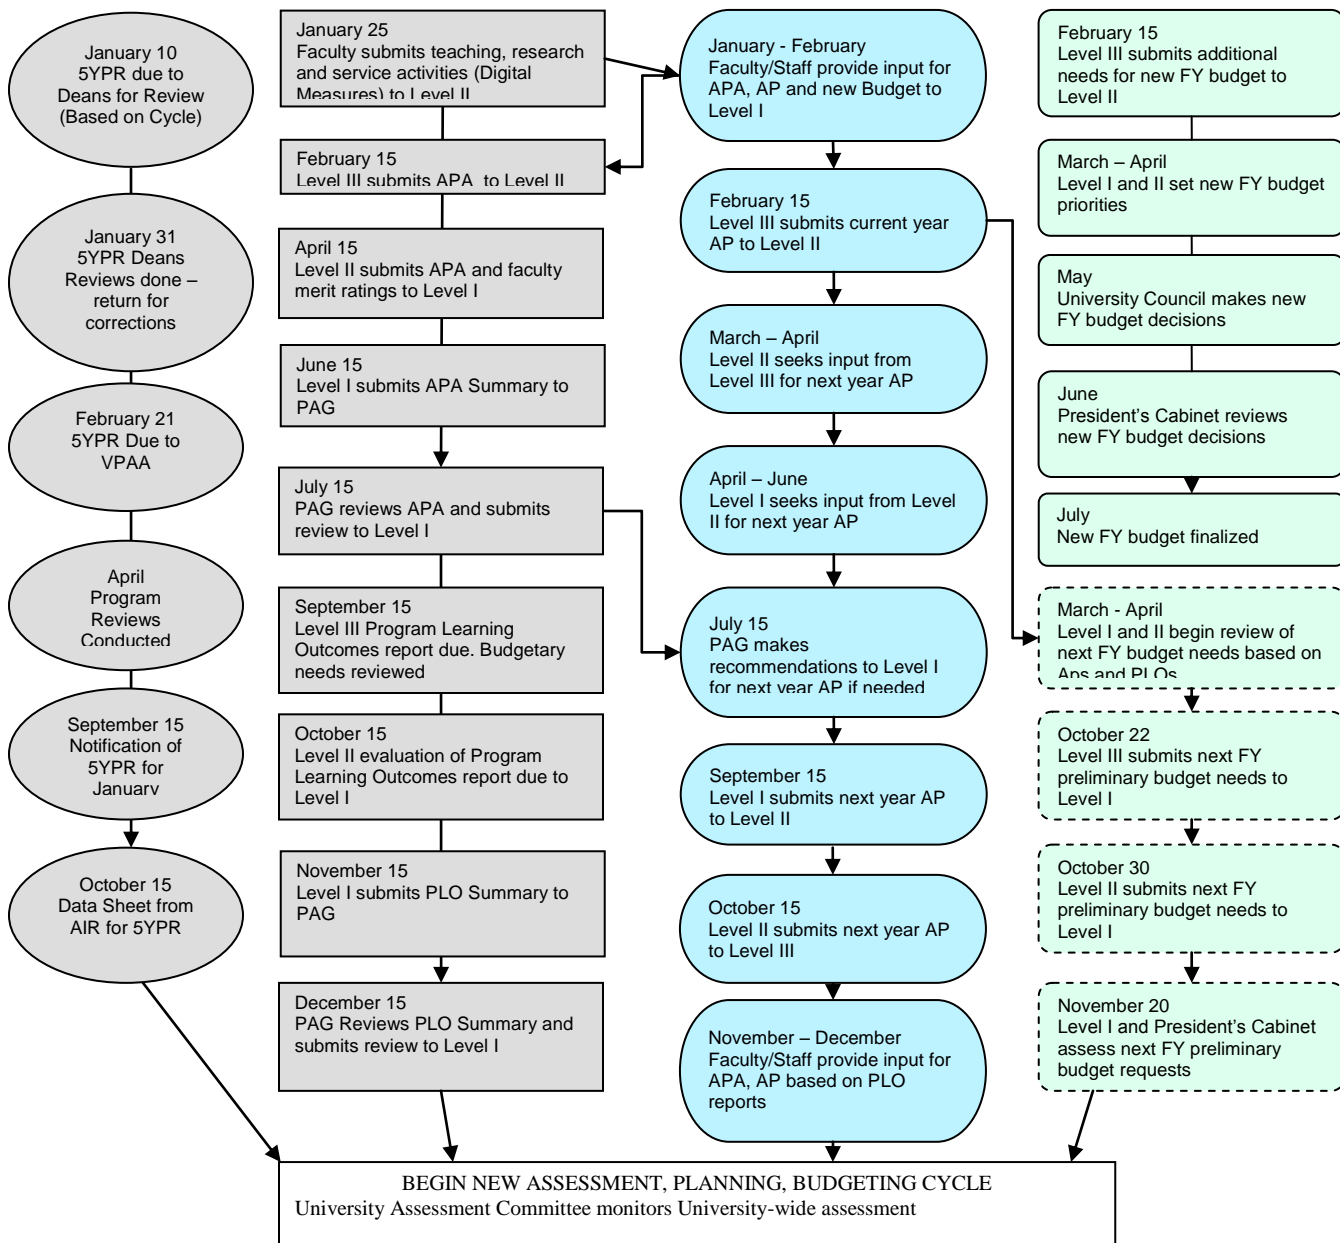 January 10
5YPR due to
Deans for Review
(Based on Cycle)
January 31
5YPR Deans
Reviews done –
return for
corrections
February 21
5YPR Due to
VPAA
April
Program
Reviews
Conducted
September 15
Notification of
5YPR for
January
October 15
Data Sheet from
AIR for 5YPR
January 25
Faculty submits teaching, research
and service activities (Digital
Measures) to Level II
February 15
Level III submits APA to Level II
April 15
Level II submits APA and faculty
merit ratings to Level I
June 15
Level I submits APA Summary to
PAG
July 15
PAG reviews APA and submits
review to Level I
September 15
Level III Program Learning
Outcomes report due. Budgetary
needs reviewed
October 15
Level II evaluation of Program
Learning Outcomes report due to
Level I
November 15
Level I submits PLO Summary to
PAG
December 15
PAG Reviews PLO Summary and
submits review to Level I
January - February
Faculty/Staff provide input for
APA, AP and new Budget to
Level I
February 15
Level III submits current year
AP to Level II
March – April
Level II seeks input from
Level III for next year AP
April – June
Level I seeks input from Level
II for next year AP
July 15
PAG makes
recommendations to Level I
for next year AP if needed
September 15
Level I submits next year AP
to Level II
October 15
Level II submits next year AP
to Level III
November – December
Faculty/Staff provide input for
APA, AP based on PLO
reports
February 15
Level III submits additional
needs for new FY budget to
Level II
March – April
Level I and II set new FY budget
priorities
May
University Council makes new
FY budget decisions
June
President's Cabinet reviews
new FY budget decisions
July
New FY budget finalized
March - April
Level I and II begin review of
next FY budget needs based on
Aps and PLOs
October 22
Level III submits next FY
preliminary budget needs to
Level I
October 30
Level II submits next FY
preliminary budget needs to
Level I
November 20
Level I and President's Cabinet
assess next FY preliminary
budget requests
BEGIN NEW ASSESSMENT, PLANNING, BUDGETING CYCLE
University Assessment Committee monitors University-wide assessment